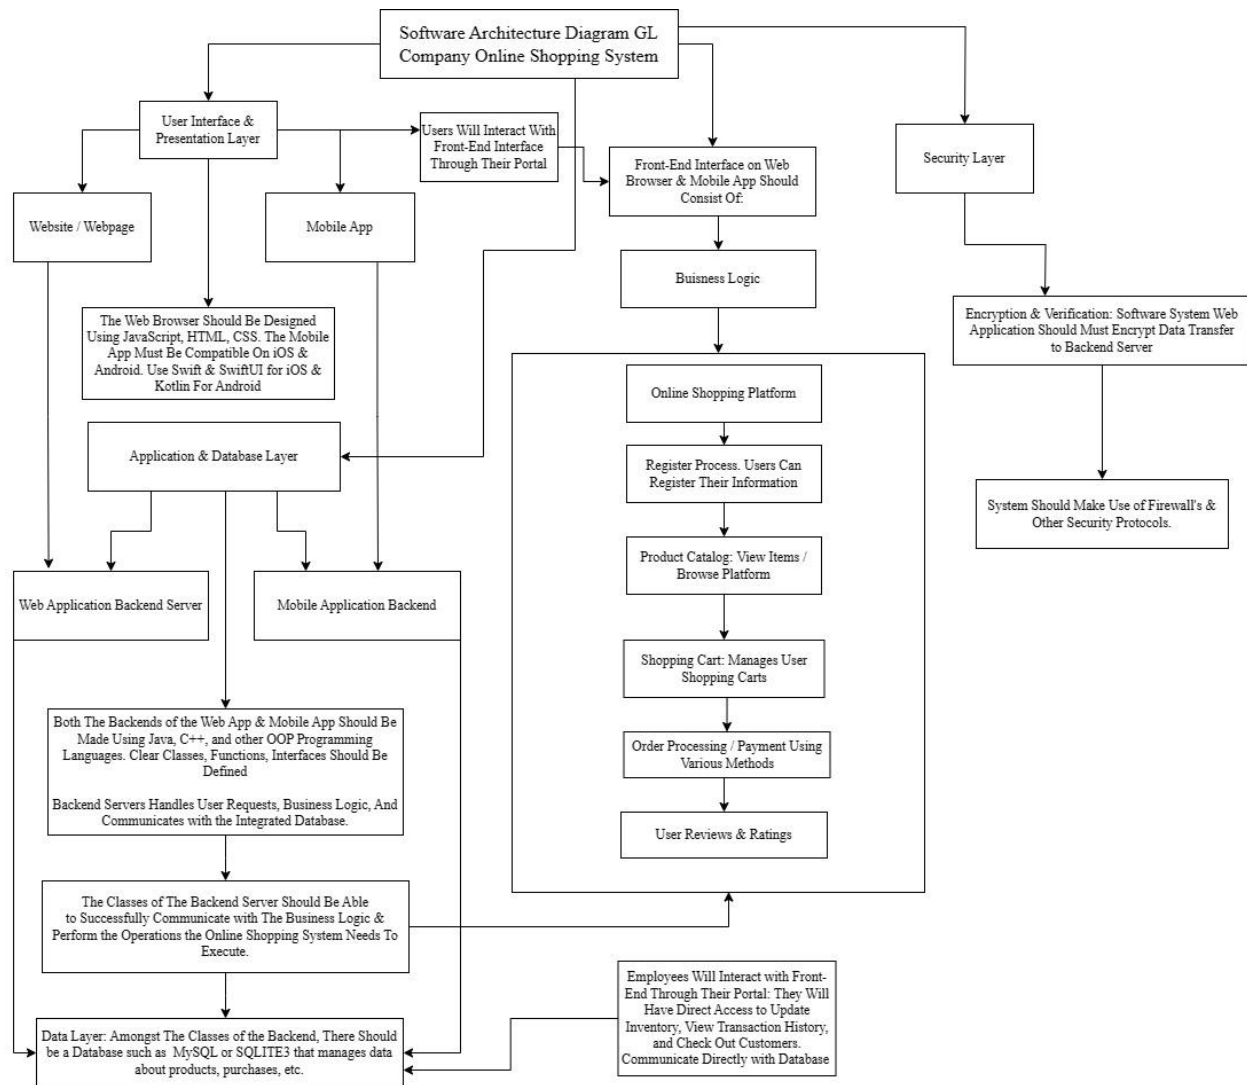 Software Architecture Diagram GL
Company Online Shopping System
User Interface &
Presentation Layer
Users Will Interact With
Front-End Interface
Through Their Portal
Front-End Interface on Web
Browser & Mobile App Should
Consist Of:
Security Layer
Website / Webpage
Mobile App
Buisness Logic
The Web Browser Should Be Designed
Using JavaScript, HTML, CSS. The Mobile
App Must Be Compatible On iOS &
Android. Use Swift & SwiftUI for iOS &
Kotlin For Android
Encryption & Verification: Software System Web
Application Should Must Encrypt Data Transfer
to Backend Server
Online Shopping Platform
Application & Database Layer
Register Process. Users Can
Register Their Information
System Should Make Use of Firewall's &
Other Security Protocols.
Product Catalog: View Items /
Browse Platform
Web Application Backend Server
Mobile Application Backend
Shopping Cart: Manages User
Shopping Carts
Both The Backends of the Web App & Mobile App Should Be
Made Using Java, C++, and other OOP Programming
Languages. Clear Classes, Functions, Interfaces Should Be
Defined
Backend Servers Handles User Requests, Business Logic, And
Communicates with the Integrated Database.
Order Processing / Payment Using
Various Methods
User Reviews & Ratings
The Classes of The Backend Server Should Be Able
to Successfully Communicate with The Business Logic &
Perform the Operations the Online Shopping System Needs To
Execute.
Employees Will Interact with Front-
End Through Their Portal: They Will
Have Direct Access to Update
Inventory, View Transaction History,
and Check Out Customers.
Communicate Directly with Database
Data Layer: Amongst The Classes of the Backend, There Should
be a Database such as MySQL or SQLITE3 that manages data
about products, purchases, etc.